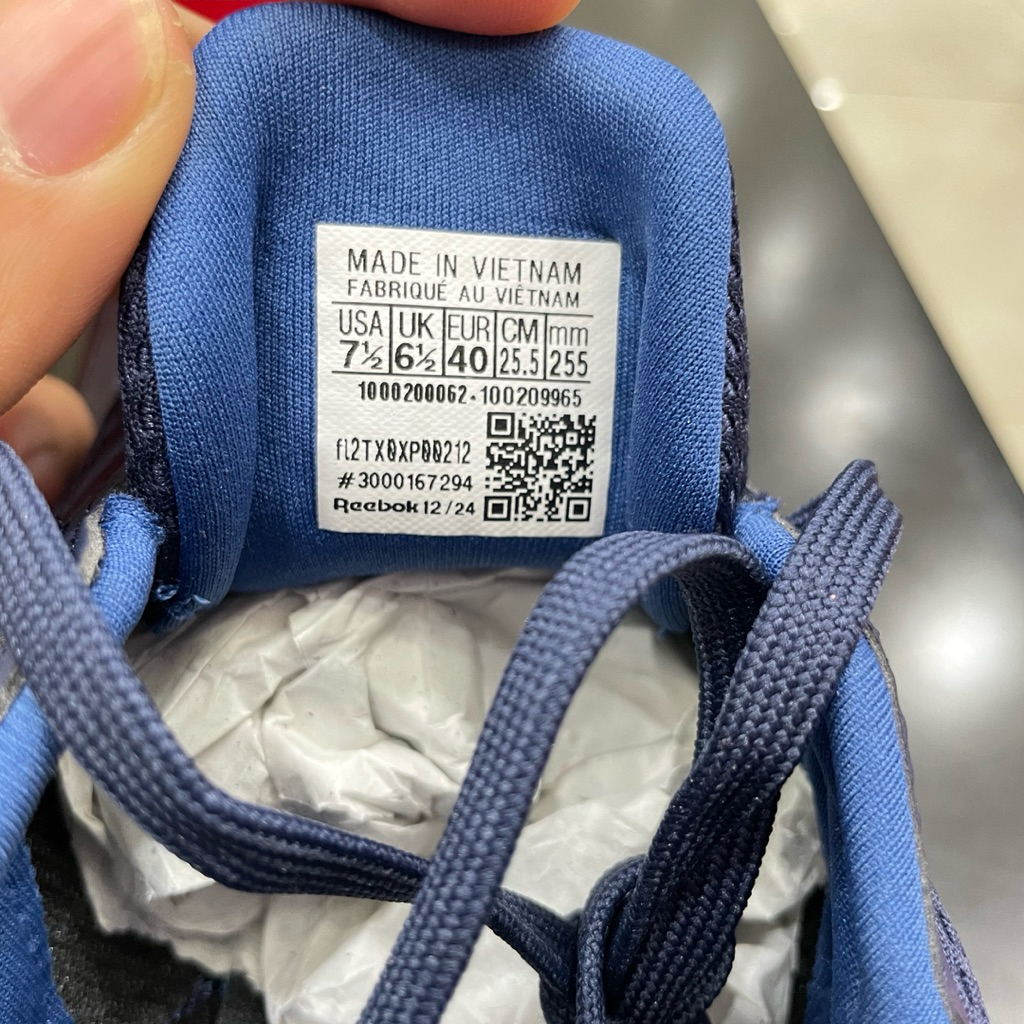 MADE IN VIETNAM
FABRIQUÉ AU VIÊTNAM
USA UK EUR CM mm
7½ 6½ 40 25.5 255
1000200062-100209965
fL2TX0XP00212
#3000167294
Reebok 12/24